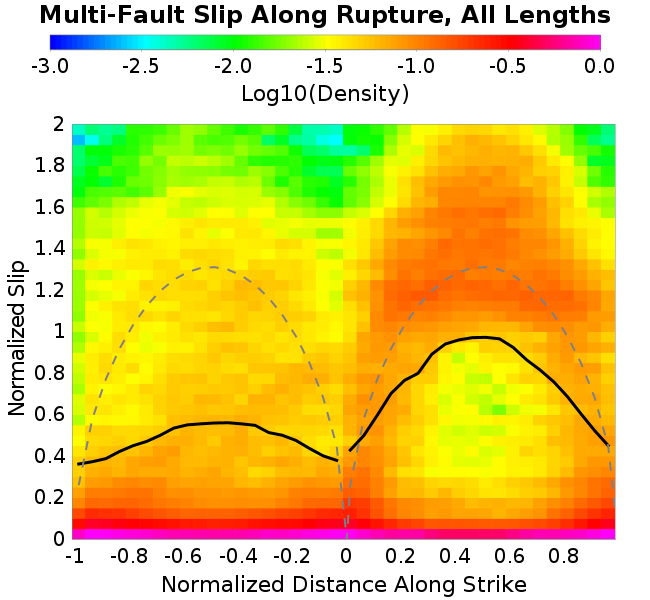 Multi-Fault Slip Along Rupture, All Lengths
-3.0 -2.5 -2.0 -1.5 -1.0 -0.5 0.0
Log10(Density)
2
1.8
1.6
1.4
1.2
1
0.8
0.6
0.4
0.2
0
Normalized Slip
-1 -0.8 -0.6 -0.4 -0.2 0 0.2 0.4 0.6 0.8
Normalized Distance Along Strike